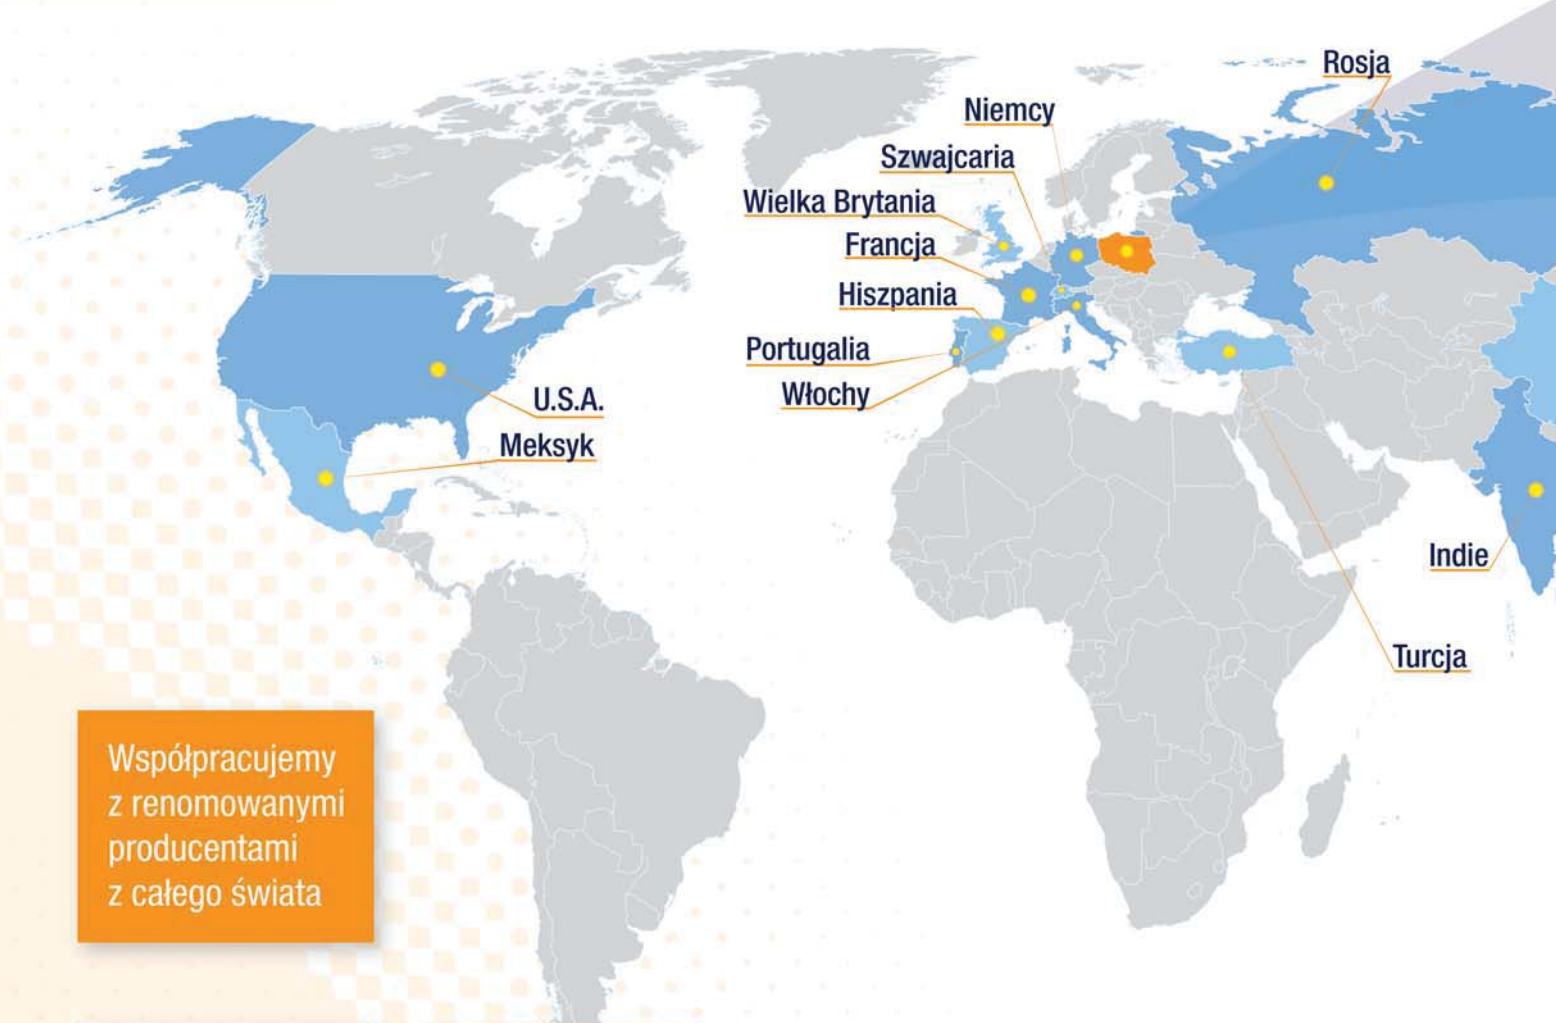 Rosja
Niemcy
Szwajcaria
Wielka Brytania
Francja
Hiszpania
Portugalia
Włochy
U.S.A.
Meksyk
Indie
Turcja
Współpracujemy
z renomowanymi
producentami
z całego świata